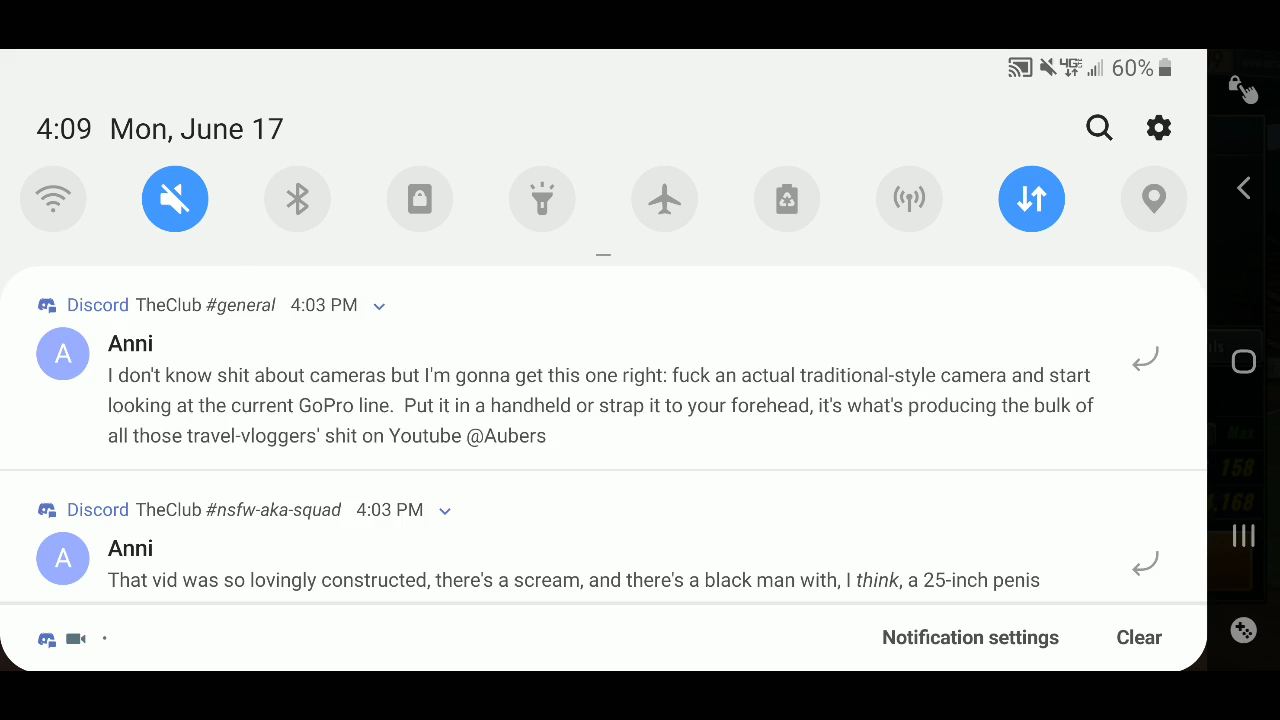 4G
60%
4:09 Mon, June 17
Discord TheClub #general 4:03 PM
A
Anni
I don't know shit about cameras but I'm gonna get this one right: fuck an actual traditional-style camera and start
looking at the current GoPro line. Put it in a handheld or strap it to your forehead, it's what's producing the bulk of
all those travel-vloggers' shit on Youtube @Aubers
Discord TheClub #nsfw-aka-squad 4:03 PM
A
Anni
That vid was so lovingly constructed, there's a scream, and there's a black man with, I think, a 25-inch penis
Notification settings Clear
Max
158
.168